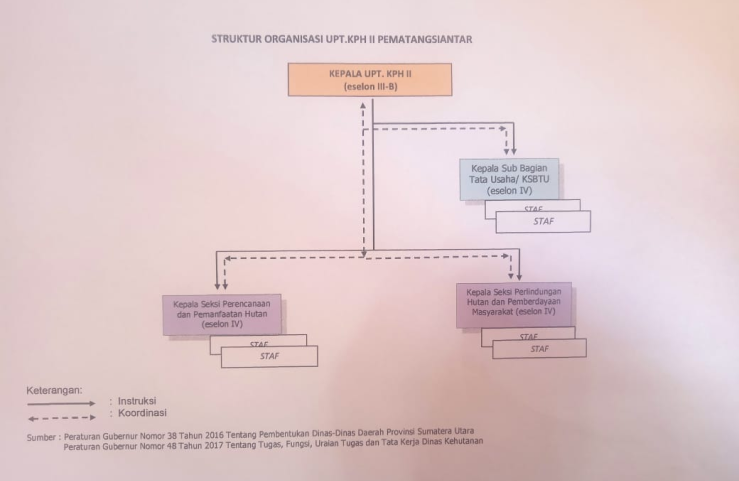 STRUKTUR ORGANISASI UPT.KPH II PEMATANGSIANTAR
KEPALA UPT. KPH II
(eselon III-B)
Kepala Sub Bagian
Tata Usaha/ KSBTU
(eselon IV)
STAF
STAF
Kepala Seksi Perencanaan
dan Pemanfaatan Hutan
(eselon IV)
STAF
STAF
Kepala Seksi Perlindungan
Hutan dan Pemberdayaan
Masyarakat (eselon IV)
STAF
STAF
Keterangan:
: Instruksi
: Koordinasi
Sumber : Peraturan Gubernur Nomor 38 Tahun 2016 Tentang Pembentukan Dinas-Dinas Daerah Provinsi Sumatera Utara
Peraturan Gubernur Nomor 48 Tahun 2017 Tentang Tugas, Fungsi, Uraian Tugas dan Tata Kerja Dinas Kehutanan